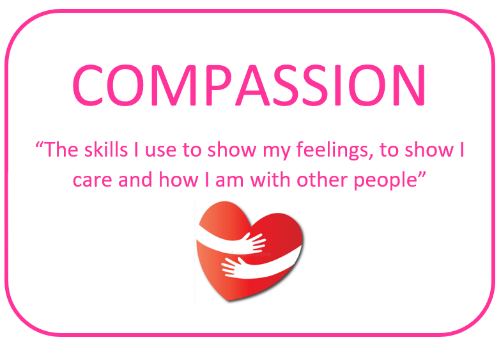 COMPASSION
“The skills I use to show my feelings, to show I
care and how I am with other people”